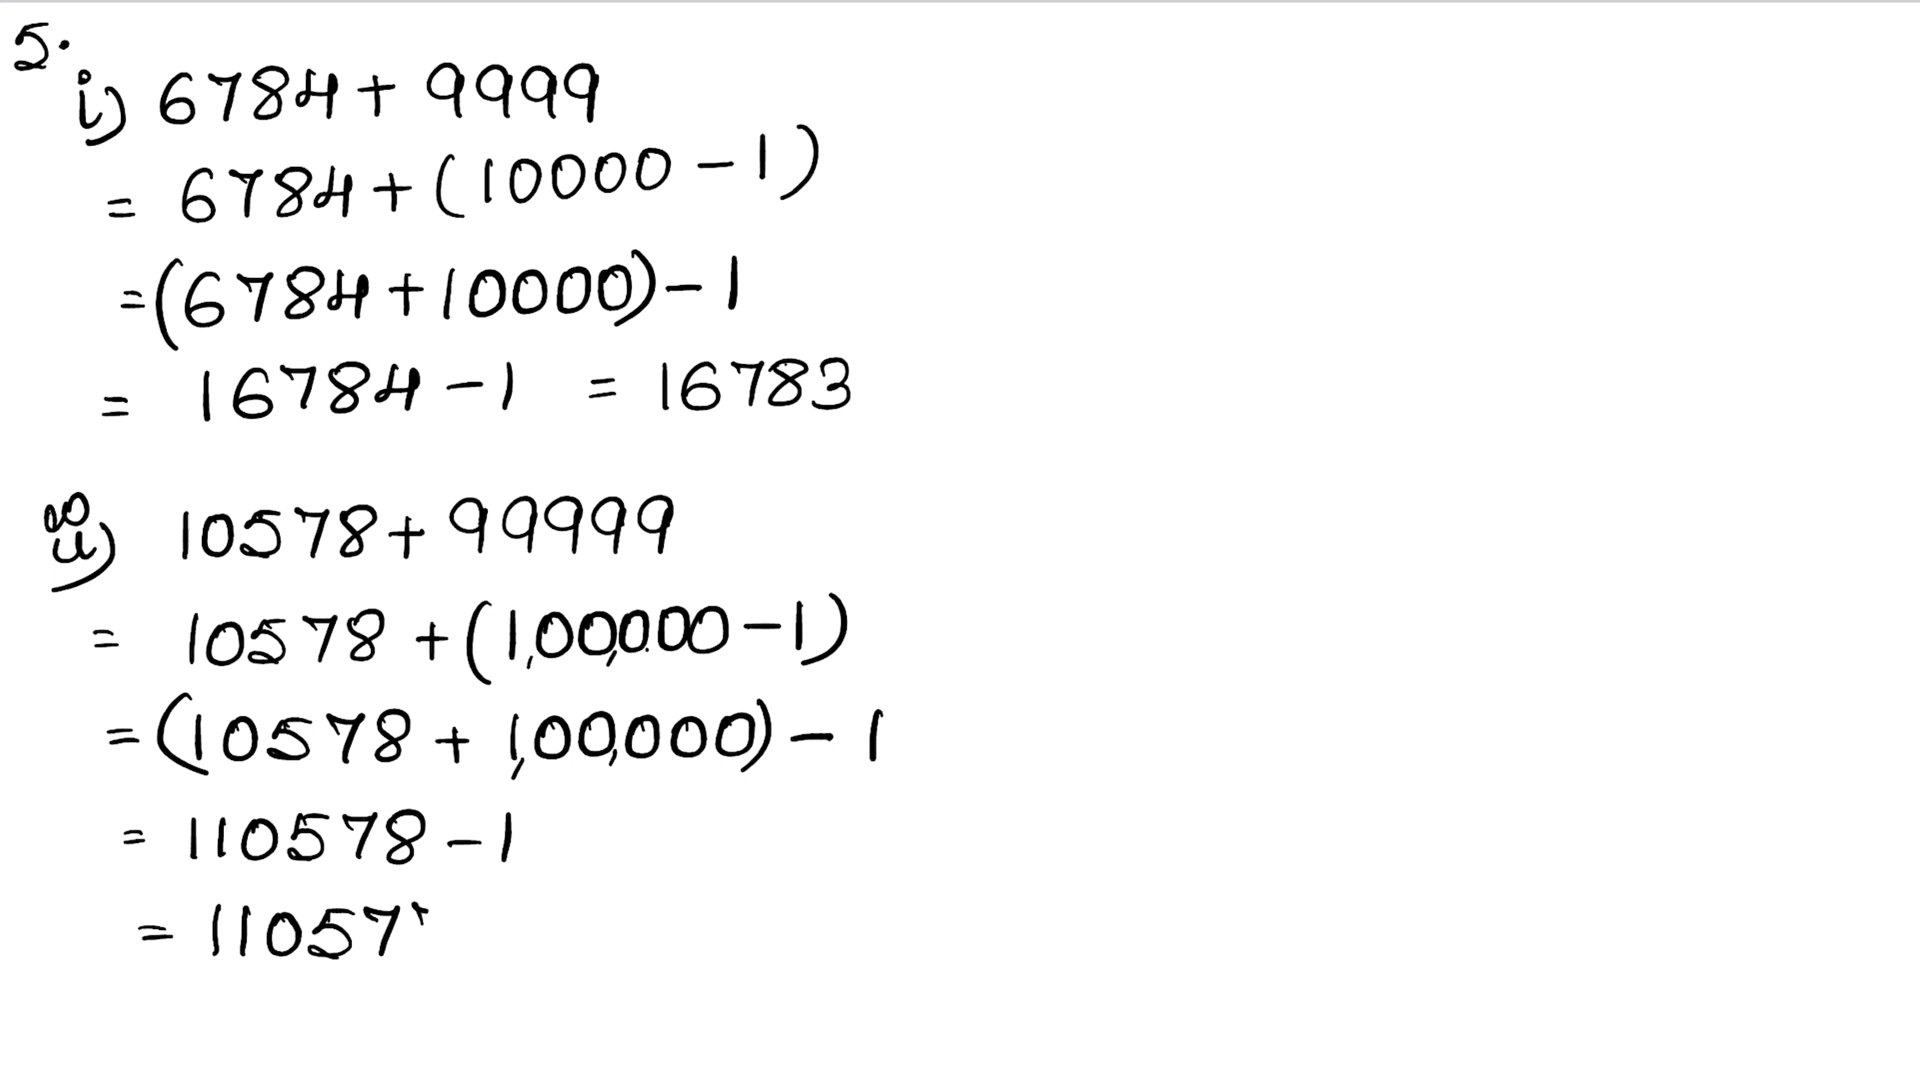 5.
i) 6784 + 9999
= 6784 + (10000 - 1)
= (6784 + 10000) - 1
= 16784 - 1 = 16783
ii) 10578 + 99999
= 10578 + (1,00,000 - 1)
= (10578 + 1,00,000) - 1
= 110578 - 1
= 11057